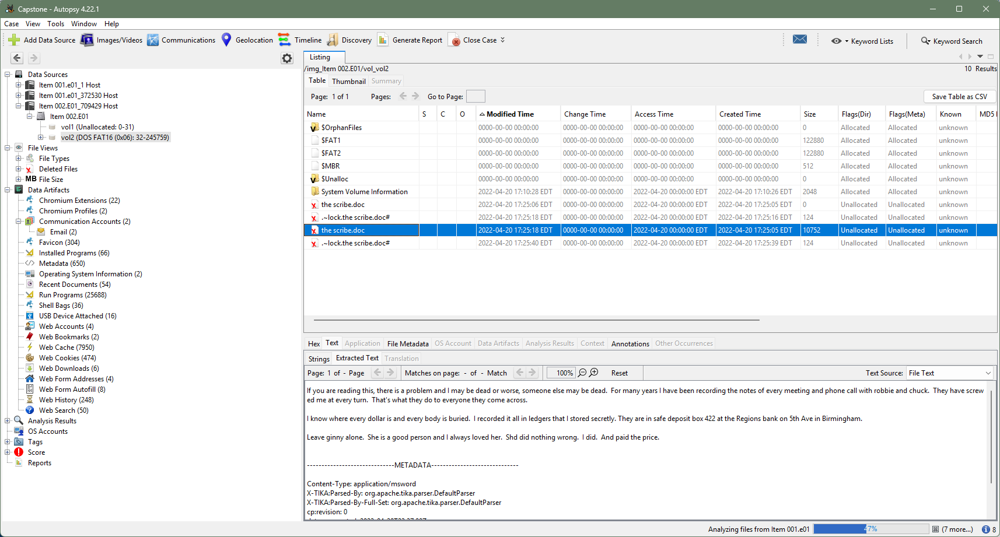 Capstone - Autopsy 4.22.1
Case View Tools Window Help
Add Data Source Images/Videos Communications Geolocation Timeline Discovery Generate Report Close Case Keyword Lists Keyword Search
Data Sources
Item 001.e01_1 Host
Item 001.e01_372530 Host
Item 002.E01_709429 Host
Item 002.E01
vol1 (Unallocated: 0-31)
vol2 (DOS FAT16 (0x06): 32-245759)
File Views
File Types
Deleted Files
MB File Size
Data Artifacts
Chromium Extensions (22)
Chromium Profiles (2)
Communication Accounts (2)
Email (2)
Favicon (304)
Installed Programs (66)
Metadata (650)
Operating System Information (2)
Recent Documents (54)
Run Programs (25688)
Shell Bags (36)
USB Device Attached (16)
Web Accounts (4)
Web Bookmarks (2)
Web Cache (7950)
Web Cookies (474)
Web Downloads (6)
Web Form Addresses (4)
Web Form Autofill (8)
Web History (248)
Web Search (50)
Analysis Results
OS Accounts
Tags
Score
Reports
Listing
/img_Item 002.E01/vol_vol2 10 Results
Table Thumbnail Summary
Page: 1 of 1 Pages: Go to Page: Save Table as CSV
Name S C O Modified Time Change Time Access Time Created Time Size Flags(Dir) Flags(Meta) Known MD5
$OrphanFiles 0000-00-00 00:00:00 0000-00-00 00:00:00 0000-00-00 00:00:00 0000-00-00 00:00:00 0 Allocated Allocated unknown
$FAT1 0000-00-00 00:00:00 0000-00-00 00:00:00 0000-00-00 00:00:00 0000-00-00 00:00:00 122880 Allocated Allocated unknown
$FAT2 0000-00-00 00:00:00 0000-00-00 00:00:00 0000-00-00 00:00:00 0000-00-00 00:00:00 122880 Allocated Allocated unknown
$MBR 0000-00-00 00:00:00 0000-00-00 00:00:00 0000-00-00 00:00:00 0000-00-00 00:00:00 512 Allocated Allocated unknown
$Unalloc 0000-00-00 00:00:00 0000-00-00 00:00:00 0000-00-00 00:00:00 0000-00-00 00:00:00 0 Allocated Allocated unknown
System Volume Information 2022-04-20 17:10:28 EDT 0000-00-00 00:00:00 2022-04-20 00:00:00 EDT 2022-04-20 17:10:26 EDT 2048 Allocated Allocated unknown
the scribe.doc 2022-04-20 17:25:06 EDT 0000-00-00 00:00:00 2022-04-20 00:00:00 EDT 2022-04-20 17:25:05 EDT 0 Unallocated Unallocated unknown
.~lock.the scribe.doc# 2022-04-20 17:25:18 EDT 0000-00-00 00:00:00 2022-04-20 00:00:00 EDT 2022-04-20 17:25:16 EDT 124 Unallocated Unallocated unknown
the scribe.doc 2022-04-20 17:25:18 EDT 0000-00-00 00:00:00 2022-04-20 00:00:00 EDT 2022-04-20 17:25:05 EDT 10752 Unallocated Unallocated unknown
.~lock.the scribe.doc# 2022-04-20 17:25:40 EDT 0000-00-00 00:00:00 2022-04-20 00:00:00 EDT 2022-04-20 17:25:39 EDT 124 Unallocated Unallocated unknown
Hex Text Application File Metadata OS Account Data Artifacts Analysis Results Context Annotations Other Occurrences
Strings Extracted Text Translation
Page: 1 of - Page Matches on page: - of - Match 100% Reset Text Source: File Text
If you are reading this, there is a problem and I may be dead or worse, someone else may be dead. For many years I have been recording the notes of every meeting and phone call with robbie and chuck. They have screw
ed me at every turn. That's what they do to everyone they come across.
I know where every dollar is and every body is buried. I recorded it all in ledgers that I stored secretly. They are in safe deposit box 422 at the Regions bank on 5th Ave in Birmingham.
Leave ginny alone. She is a good person and I always loved her. Shd did nothing wrong. I did. And paid the price.
------------------------------METADATA------------------------------
Content-Type: application/msword
X-TIKA:Parsed-By: org.apache.tika.parser.DefaultParser
X-TIKA:Parsed-By-Full-Set: org.apache.tika.parser.DefaultParser
cp:revision: 0
Analyzing files from Item 001.e01 47% (7 more...) 8